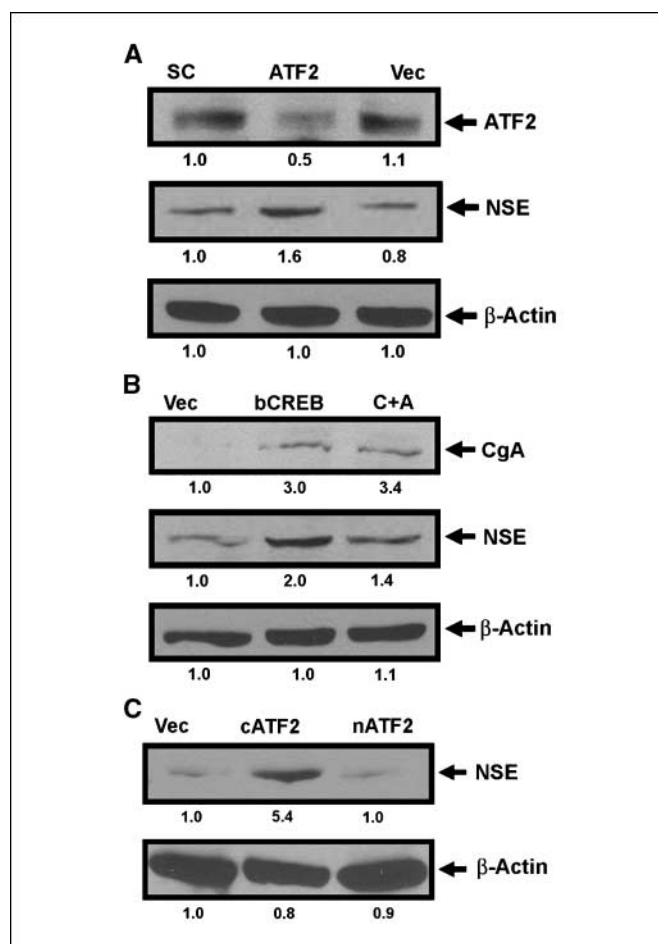 A
SC ATF2 Vec
ATF2
1.0 0.5 1.1
NSE
1.0 1.6 0.8
β-Actin
1.0 1.0 1.0
B
Vec bCREB C+A
CgA
1.0 3.0 3.4
NSE
1.0 2.0 1.4
β-Actin
1.0 1.0 1.1
C
Vec cATF2 nATF2
NSE
1.0 5.4 1.0
β-Actin
1.0 0.8 0.9